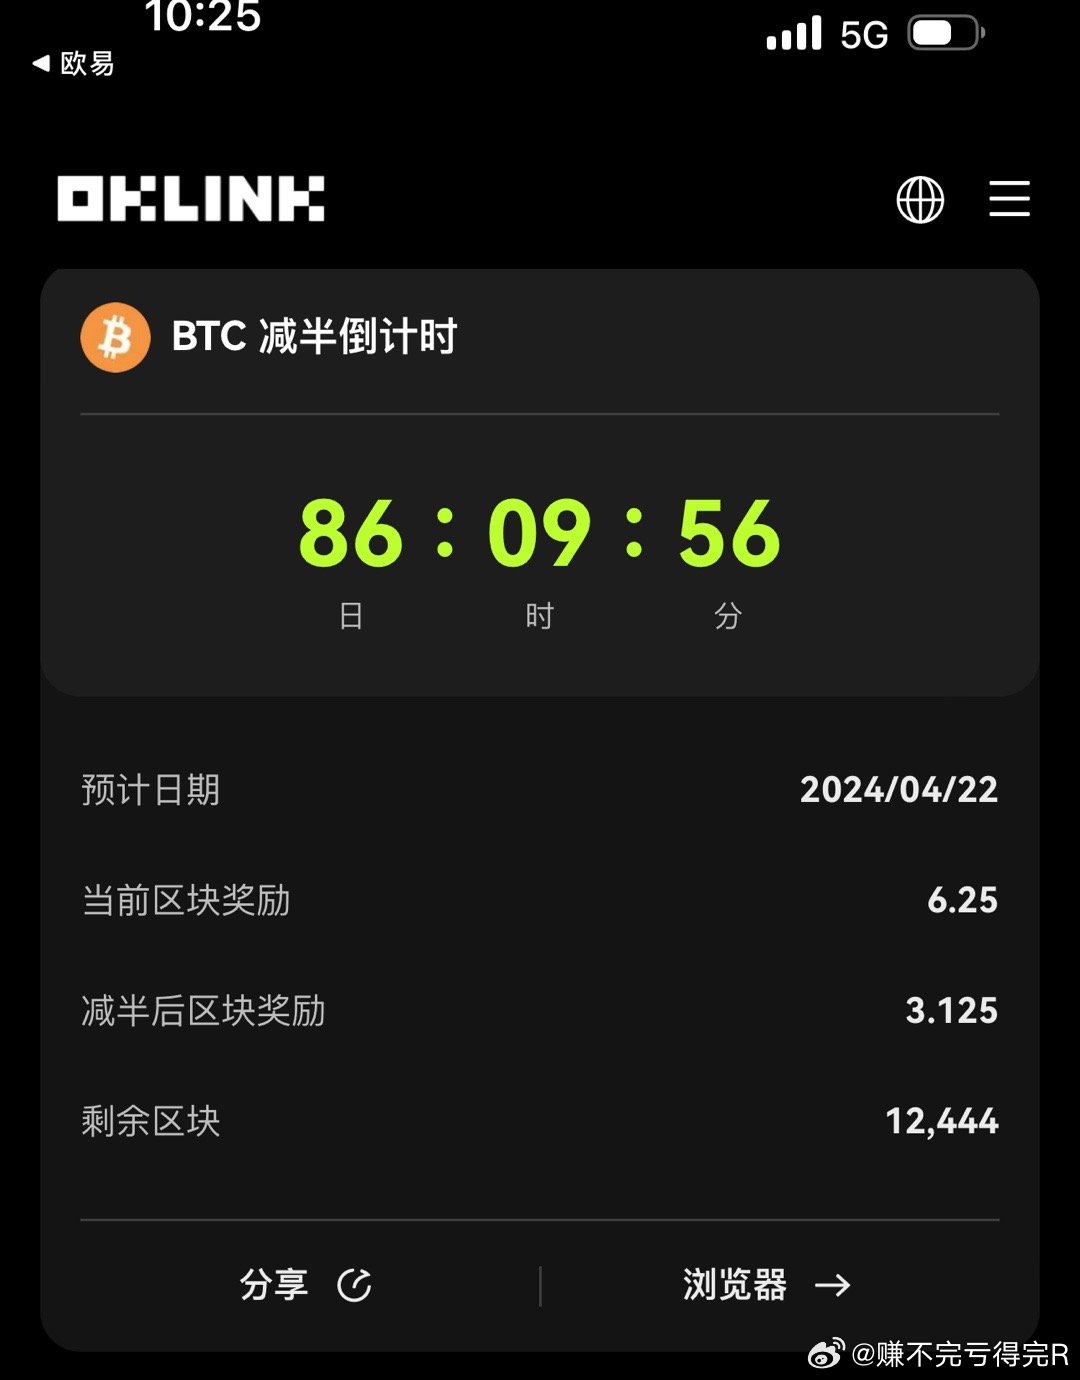 10:25
5G
◀ 欧易
OKLINK
BTC 减半倒计时
86 : 09 : 56
日 时 分
预计日期 2024/04/22
当前区块奖励 6.25
减半后区块奖励 3.125
剩余区块 12,444
分享 浏览器 →
@赚不完亏得完R